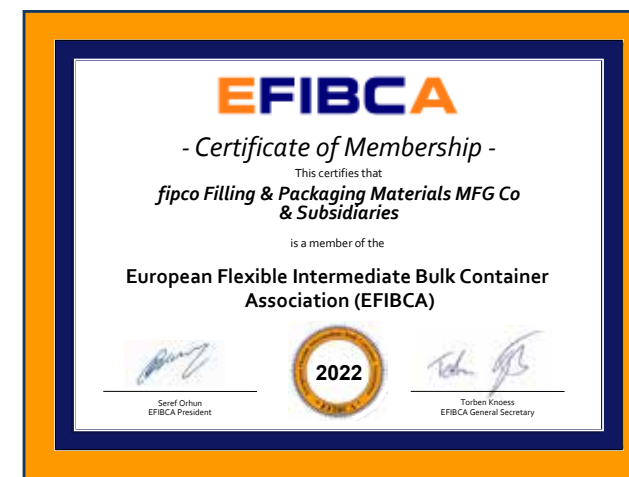 EFIBCA
- Certificate of Membership -
This certifies that
fipco Filling & Packaging Materials MFG Co
& Subsidiaries
is a member of the
European Flexible Intermediate Bulk Container
Association (EFIBCA)
2022
Seref Orhun
EFIBCA President
Torben Knoess
EFIBCA General Secretary